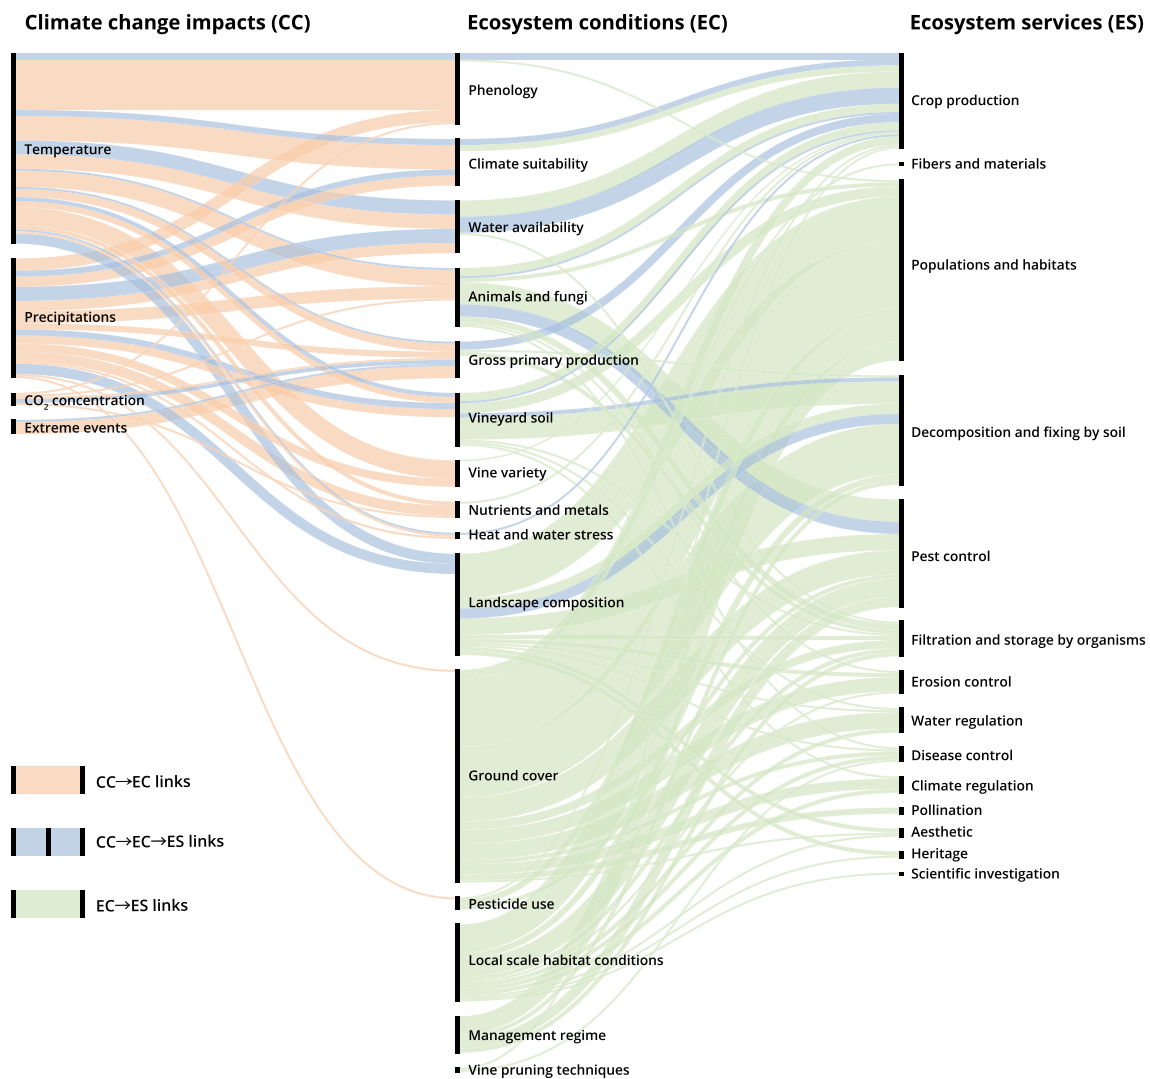 Climate change impacts (CC)
Ecosystem conditions (EC)
Ecosystem services (ES)
Temperature
Precipitations
CO2 concentration
Extreme events
CC→EC links
CC→EC→ES links
EC→ES links
Phenology
Climate suitability
Water availability
Animals and fungi
Gross primary production
Vineyard soil
Vine variety
Nutrients and metals
Heat and water stress
Landscape composition
Ground cover
Pesticide use
Local scale habitat conditions
Management regime
Vine pruning techniques
Crop production
Fibers and materials
Populations and habitats
Decomposition and fixing by soil
Pest control
Filtration and storage by organisms
Erosion control
Water regulation
Disease control
Climate regulation
Pollination
Aesthetic
Heritage
Scientific investigation